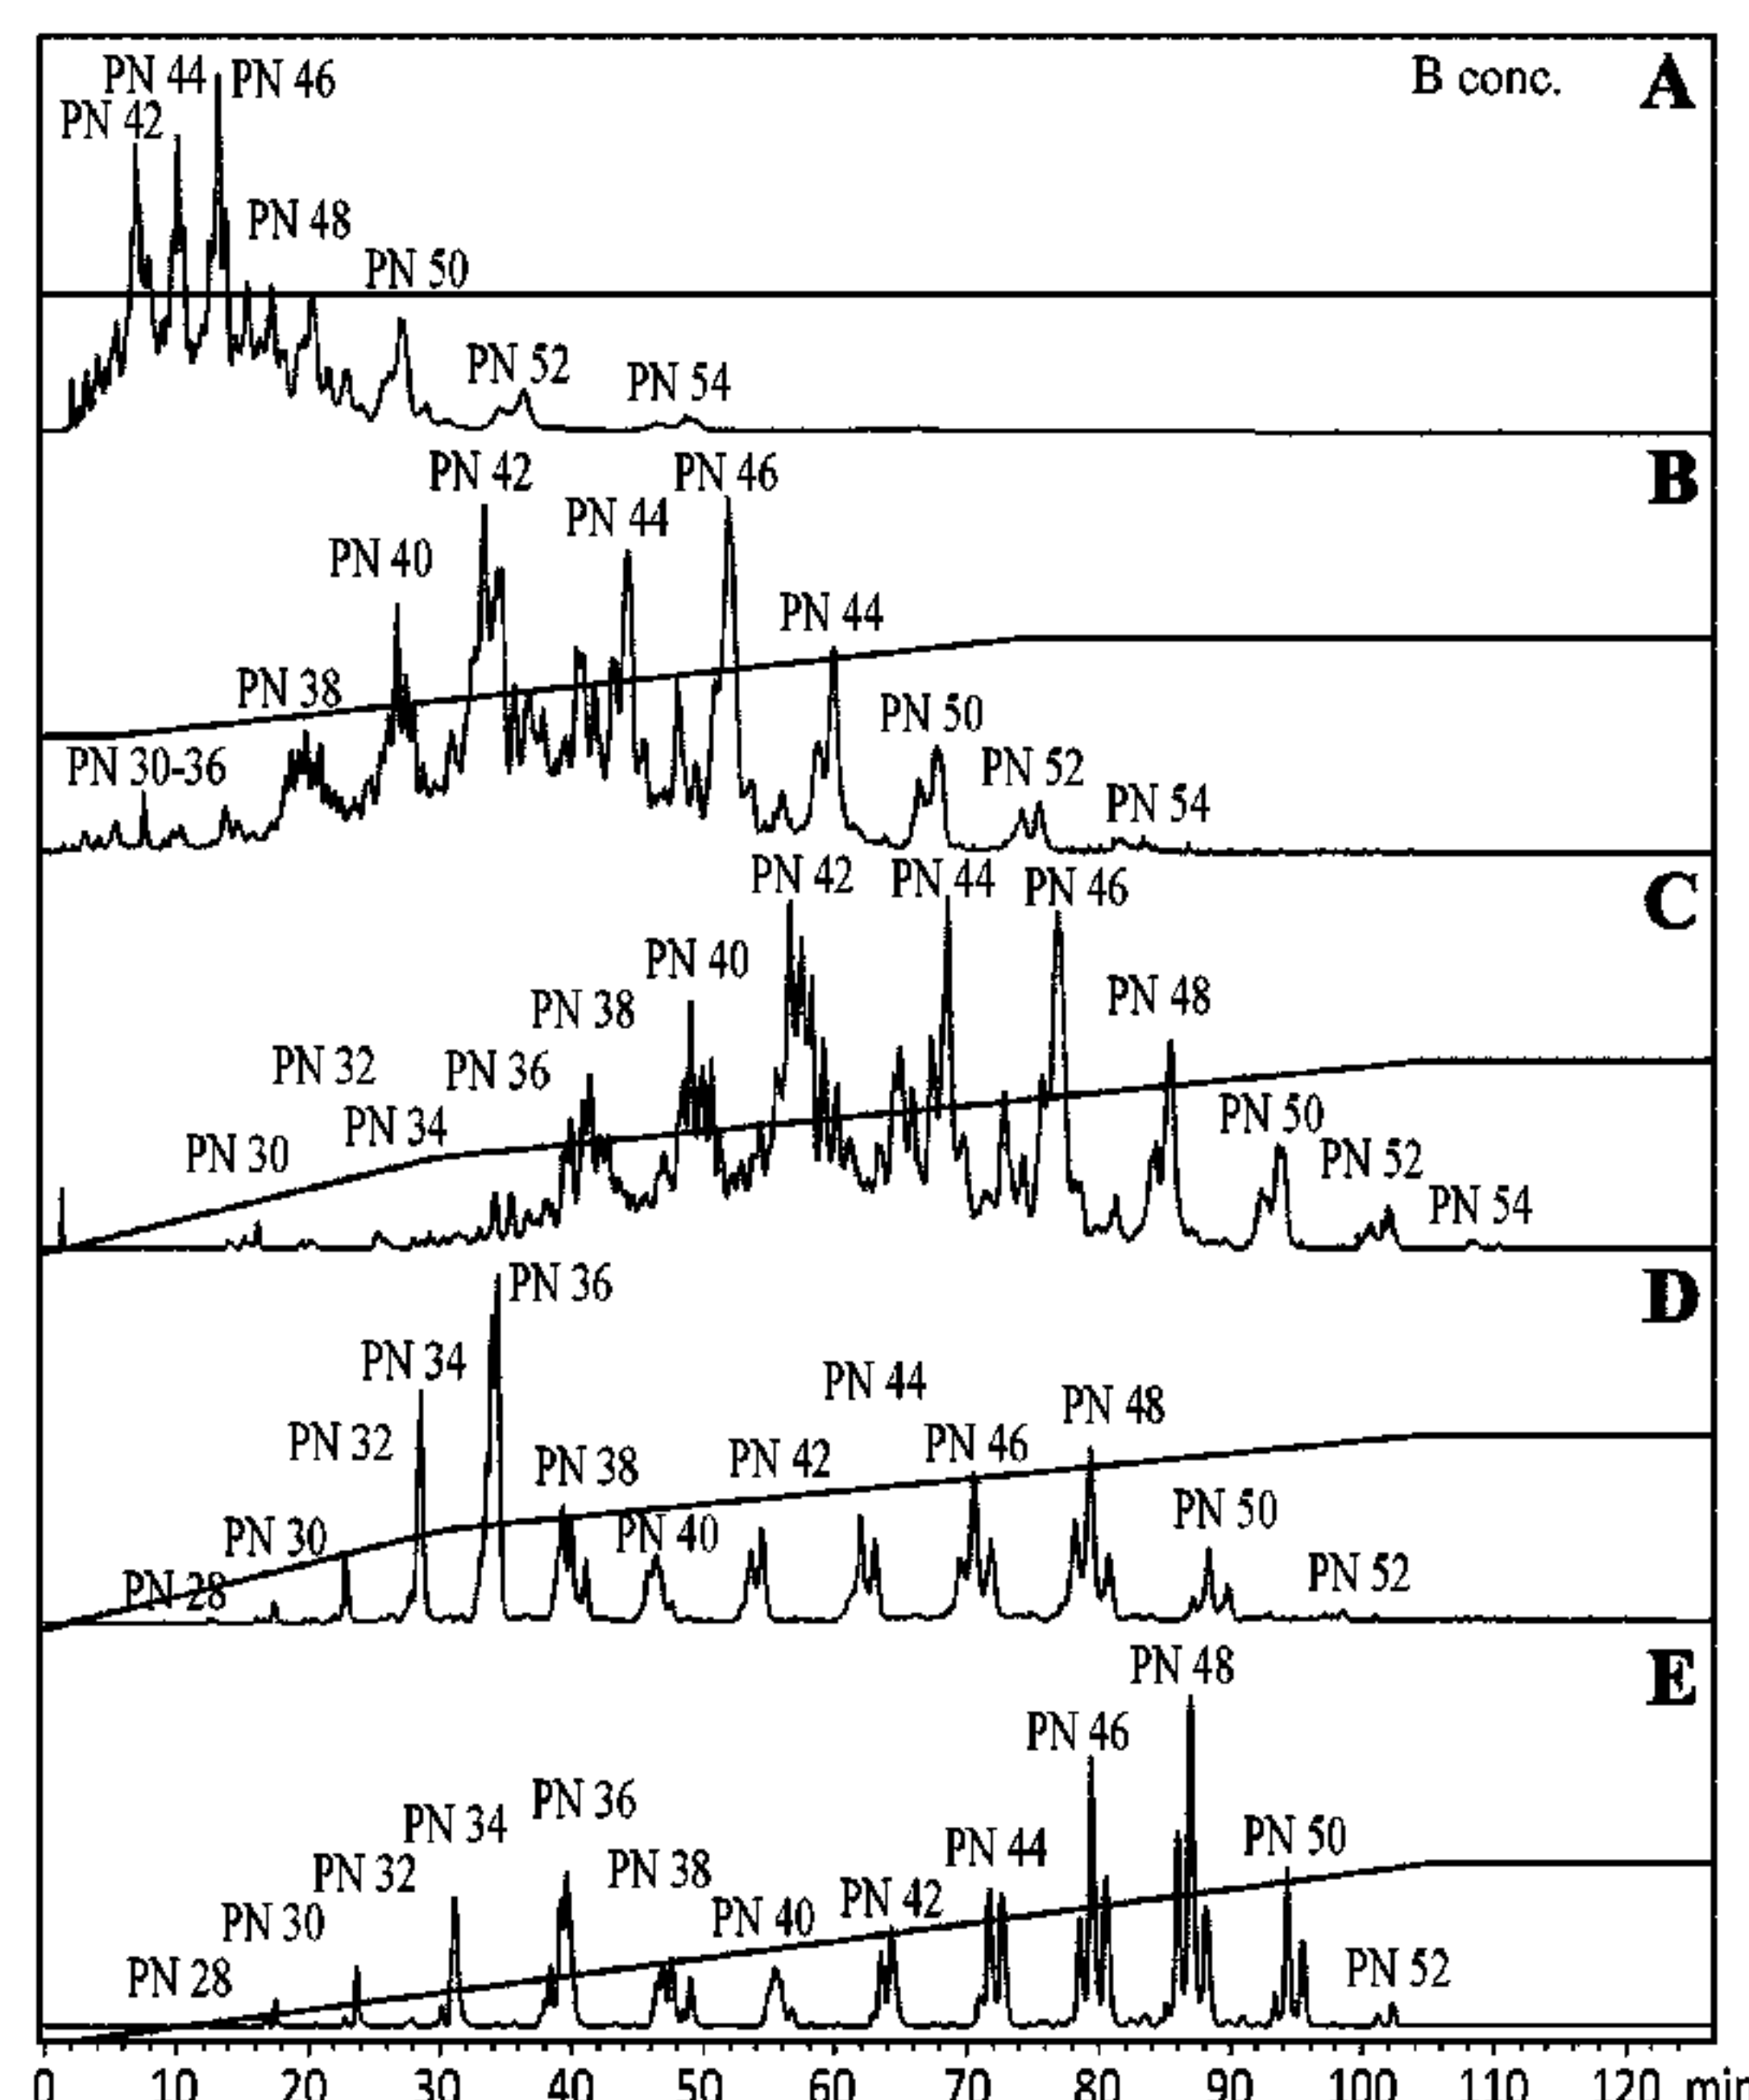 PN 44 PN 46 B conc. A
PN 42
PN 48
PN 50
PN 52
PN 54
PN 42 PN 46 B
PN 44
PN 40
PN 44
PN 38
PN 50
PN 30-36 PN 52
PN 54
PN 42 PN 44 PN 46 C
PN 40
PN 38 PN 48
PN 32 PN 36
PN 34 PN 50
PN 30 PN 52
PN 54
PN 36 D
PN 34
PN 44
PN 48
PN 32 PN 46
PN 38 PN 42
PN 50
PN 30 PN 40
PN 28 PN 52
PN 48 E
PN 46
PN 36
PN 34 PN 44 PN 50
PN 32 PN 38
PN 30 PN 40 PN 42
PN 28 PN 52
0 10 20 30 40 50 60 70 80 90 100 110 120 min